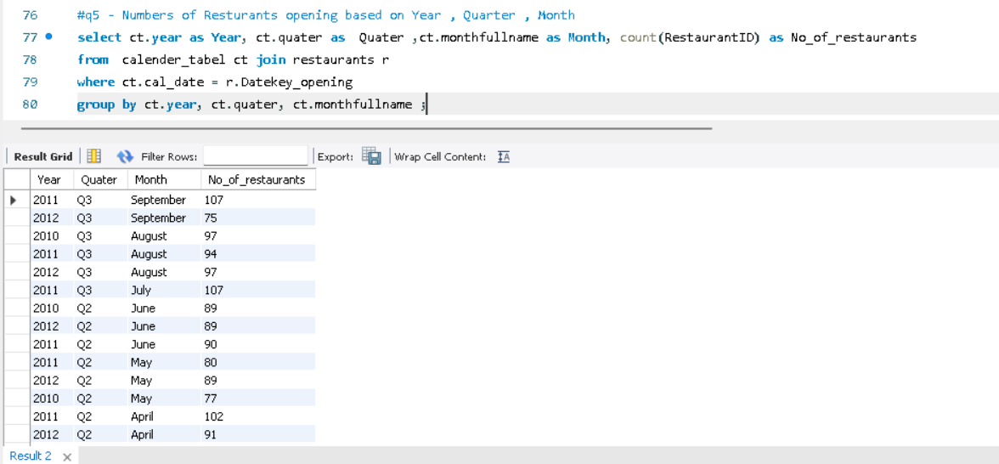 76 #q5 - Numbers of Resturants opening based on Year , Quarter , Month
77 select ct.year as Year, ct.quater as  Quater ,ct.monthfullname as Month, count(RestaurantID) as No_of_restaurants
78 from  calender_tabel ct join restaurants r
79 where ct.cal_date = r.Datekey_opening
80 group by ct.year, ct.quater, ct.monthfullname ;
Result Grid Filter Rows: Export: Wrap Cell Content: IA
Year Quater Month No_of_restaurants
2011 Q3 September 107
2012 Q3 September 75
2010 Q3 August 97
2011 Q3 August 94
2012 Q3 August 97
2011 Q3 July 107
2010 Q2 June 89
2012 Q2 June 89
2011 Q2 June 90
2011 Q2 May 80
2012 Q2 May 89
2010 Q2 May 77
2011 Q2 April 102
2012 Q2 April 91
Result 2 ×